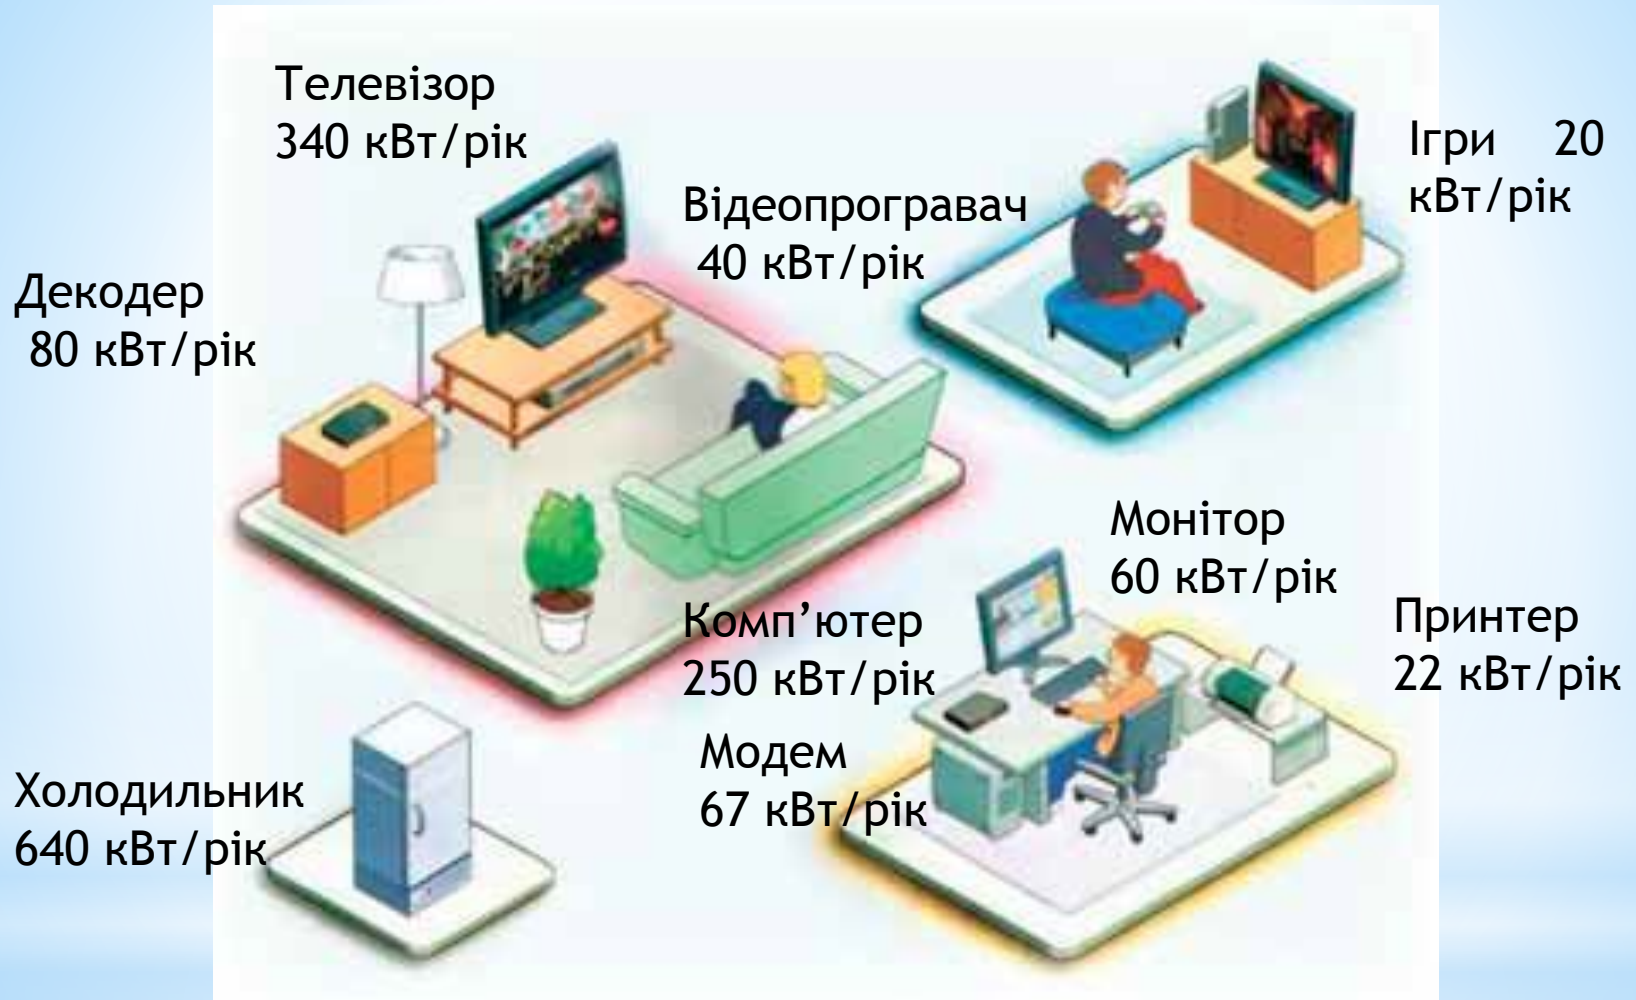 Телевізор
340 кВт/рік
Ігри 20
кВт/рік
Відеопрогравач
40 кВт/рік
Декодер
80 кВт/рік
Монітор
60 кВт/рік
Комп’ютер
250 кВт/рік
Принтер
22 кВт/рік
Модем
67 кВт/рік
Холодильник
640 кВт/рік